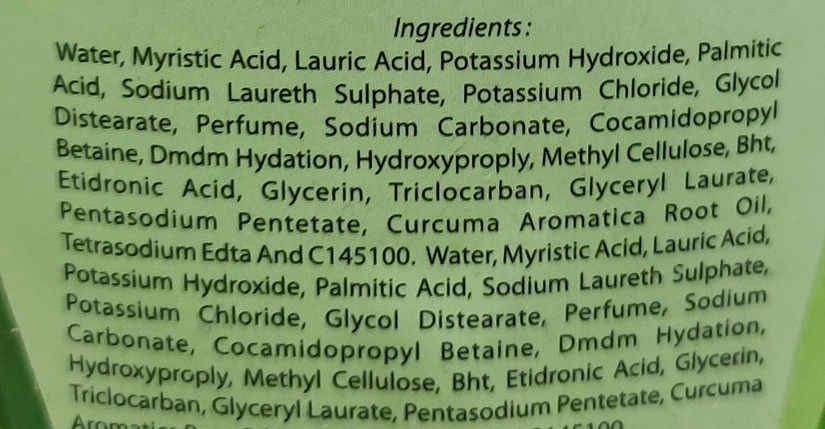 Ingredients:
Water, Myristic Acid, Lauric Acid, Potassium Hydroxide, Palmitic
Acid, Sodium Laureth Sulphate, Potassium Chloride, Glycol
Distearate, Perfume, Sodium Carbonate, Cocamidopropyl
Betaine, Dmdm Hydation, Hydroxyproply, Methyl Cellulose, Bht,
Etidronic Acid, Glycerin, Triclocarban, Glyceryl Laurate,
Pentasodium Pentetate, Curcuma Aromatica Root Oil,
Tetrasodium Edta And C145100. Water, Myristic Acid, Lauric Acid,
Potassium Hydroxide, Palmitic Acid, Sodium Laureth Sulphate,
Potassium Chloride, Glycol Distearate, Perfume, Sodium
Carbonate, Cocamidopropyl Betaine, Dmdm Hydation,
Hydroxyproply, Methyl Cellulose, Bht, Etidronic Acid, Glycerin,
Triclocarban, Glyceryl Laurate, Pentasodium Pentetate, Curcuma